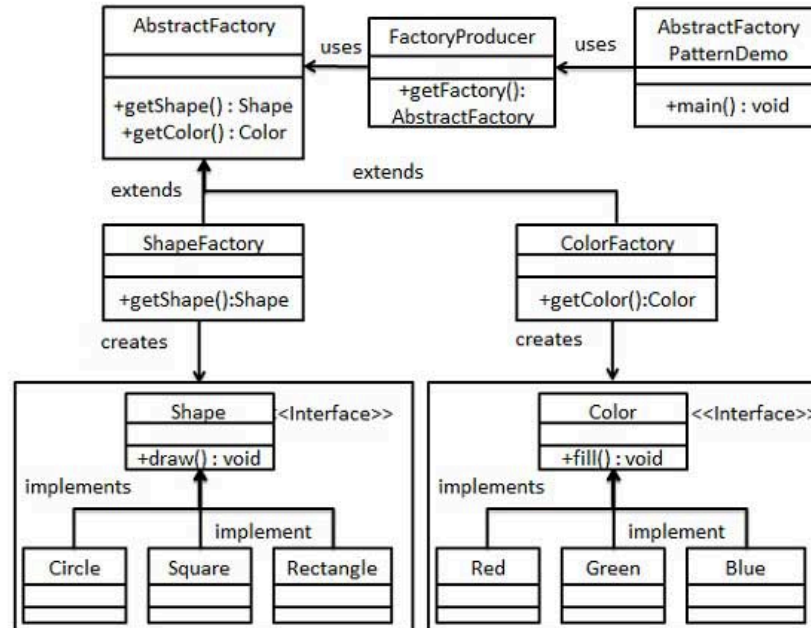 AbstractFactory
+getShape() : Shape
+getColor() : Color
uses
FactoryProducer
+getFactory():
AbstractFactory
uses
AbstractFactory
PatternDemo
+main() : void
extends
extends
ShapeFactory
+getShape():Shape
ColorFactory
+getColor():Color
creates
creates
Shape
<<Interface>>
+draw() : void
implements
implement
Circle
Square
Rectangle
Color
<<Interface>>
+fill() : void
implements
implement
Red
Green
Blue